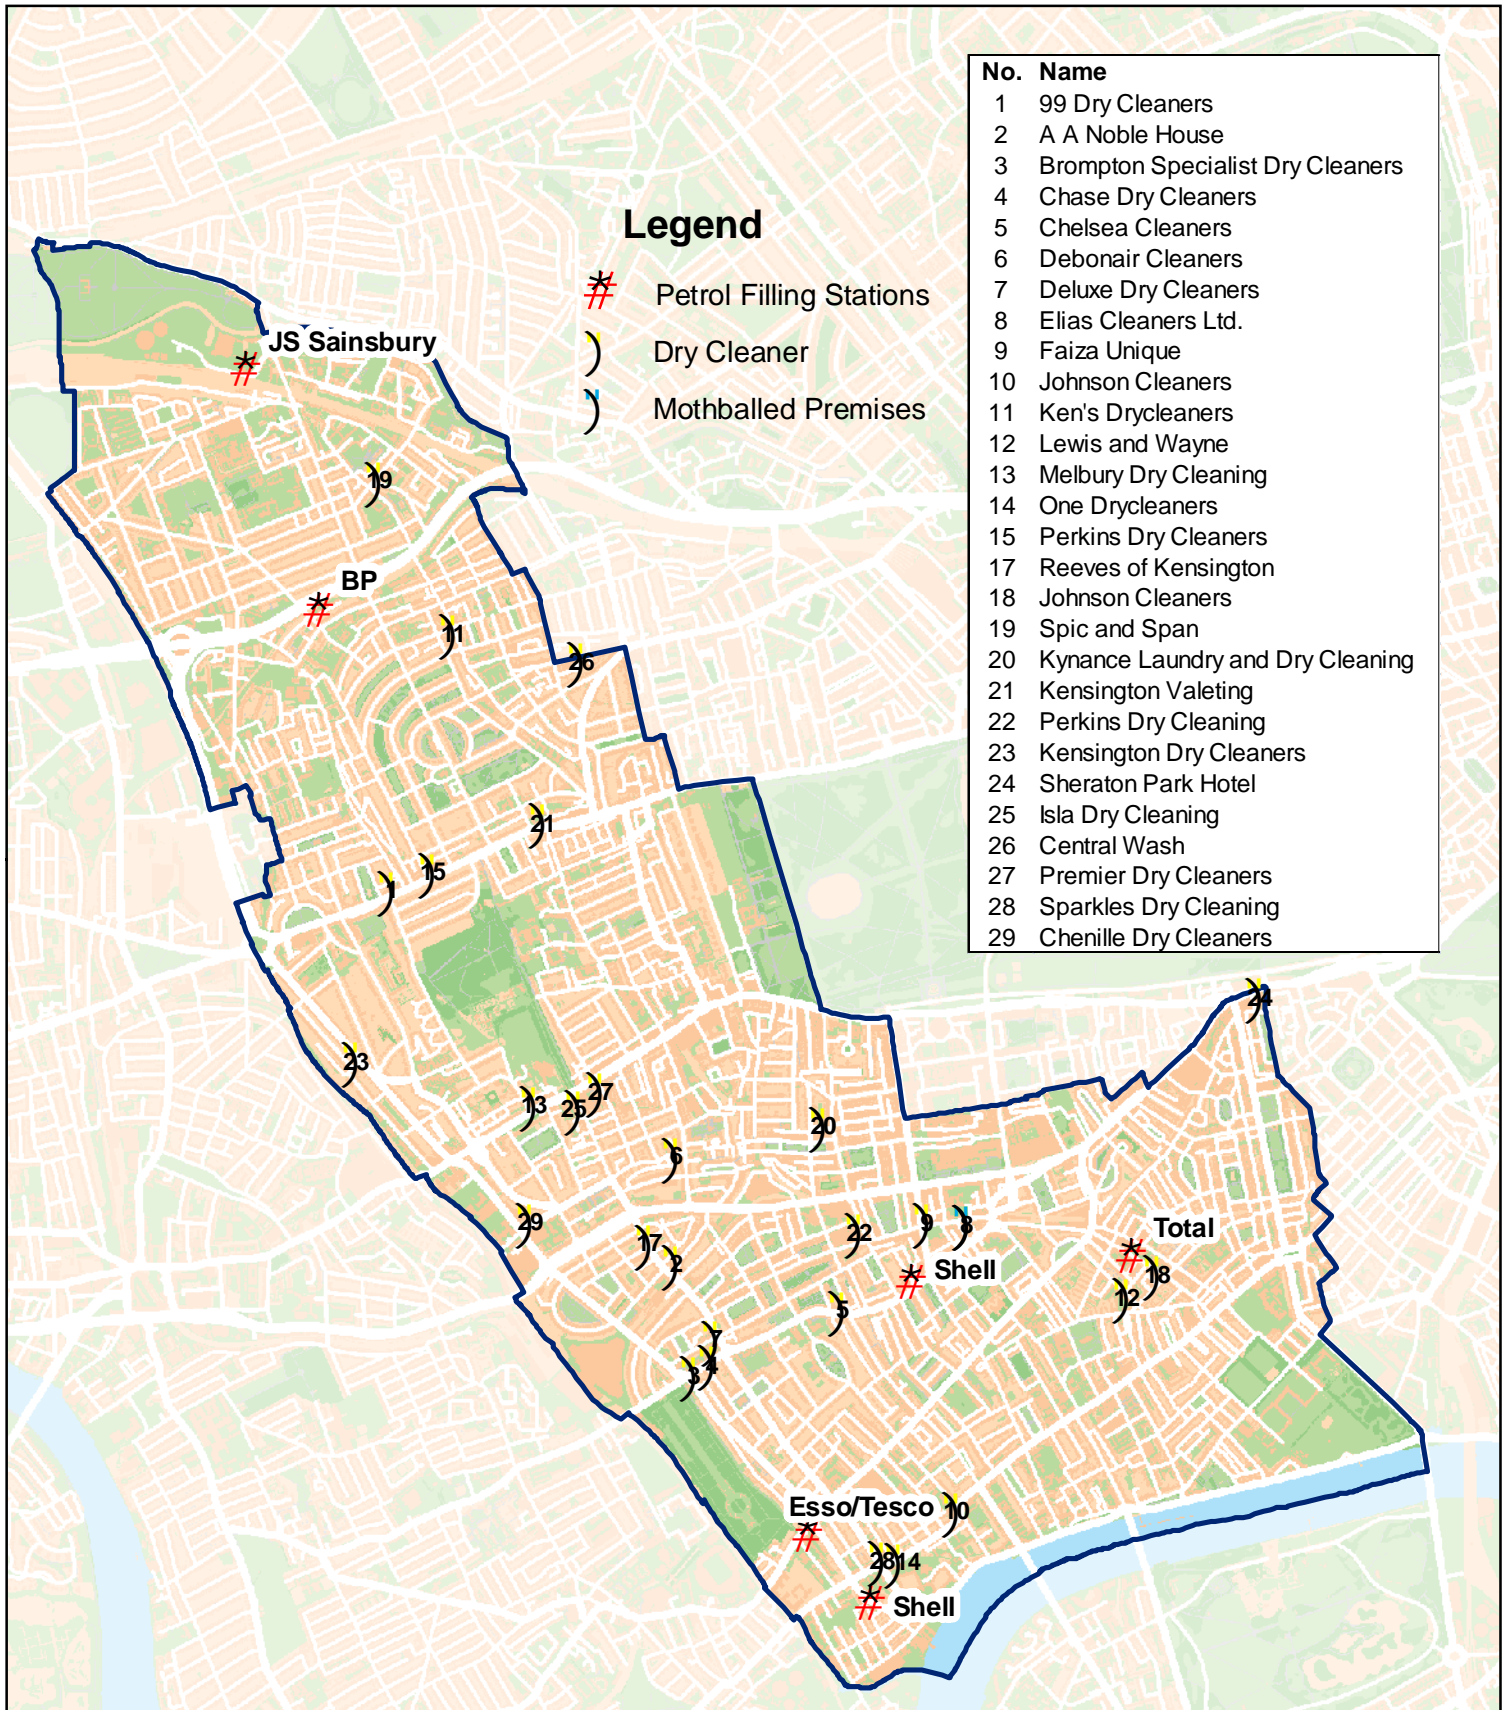 No. Name
1 99 Dry Cleaners
2 A A Noble House
3 Brompton Specialist Dry Cleaners
4 Chase Dry Cleaners
5 Chelsea Cleaners
6 Debonair Cleaners
7 Deluxe Dry Cleaners
8 Elias Cleaners Ltd.
9 Faiza Unique
10 Johnson Cleaners
11 Ken's Drycleaners
12 Lewis and Wayne
13 Melbury Dry Cleaning
14 One Drycleaners
15 Perkins Dry Cleaners
17 Reeves of Kensington
18 Johnson Cleaners
19 Spic and Span
20 Kynance Laundry and Dry Cleaning
21 Kensington Valeting
22 Perkins Dry Cleaning
23 Kensington Dry Cleaners
24 Sheraton Park Hotel
25 Isla Dry Cleaning
26 Central Wash
27 Premier Dry Cleaners
28 Sparkles Dry Cleaning
29 Chenille Dry Cleaners
Legend
Petrol Filling Stations
Dry Cleaner
Mothballed Premises
JS Sainsbury
19
BP
11
26
21
15
1
24
23
27
13
25
20
6
29
9
8
22
17
Total
2
Shell
18
12
5
7
4
3
Esso/Tesco
10
28
14
Shell